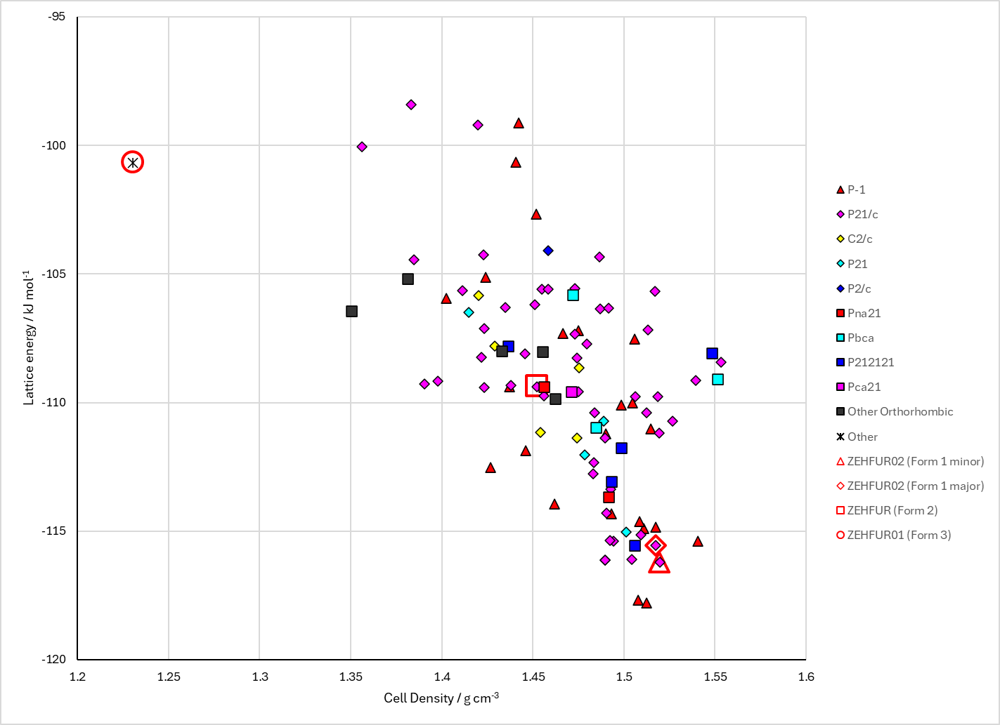 -95
-100
-105
-110
-115
-120
1.2 1.25 1.3 1.35 1.4 1.45 1.5 1.55 1.6
Lattice energy / kJ mol⁻¹
Cell Density / g cm⁻³
P-1
P21/c
C2/c
P21
P2/c
Pna21
Pbca
P212121
Pca21
Other Orthorhombic
Other
ZEHFUR02 (Form 1 minor)
ZEHFUR02 (Form 1 major)
ZEHFUR (Form 2)
ZEHFUR01 (Form 3)